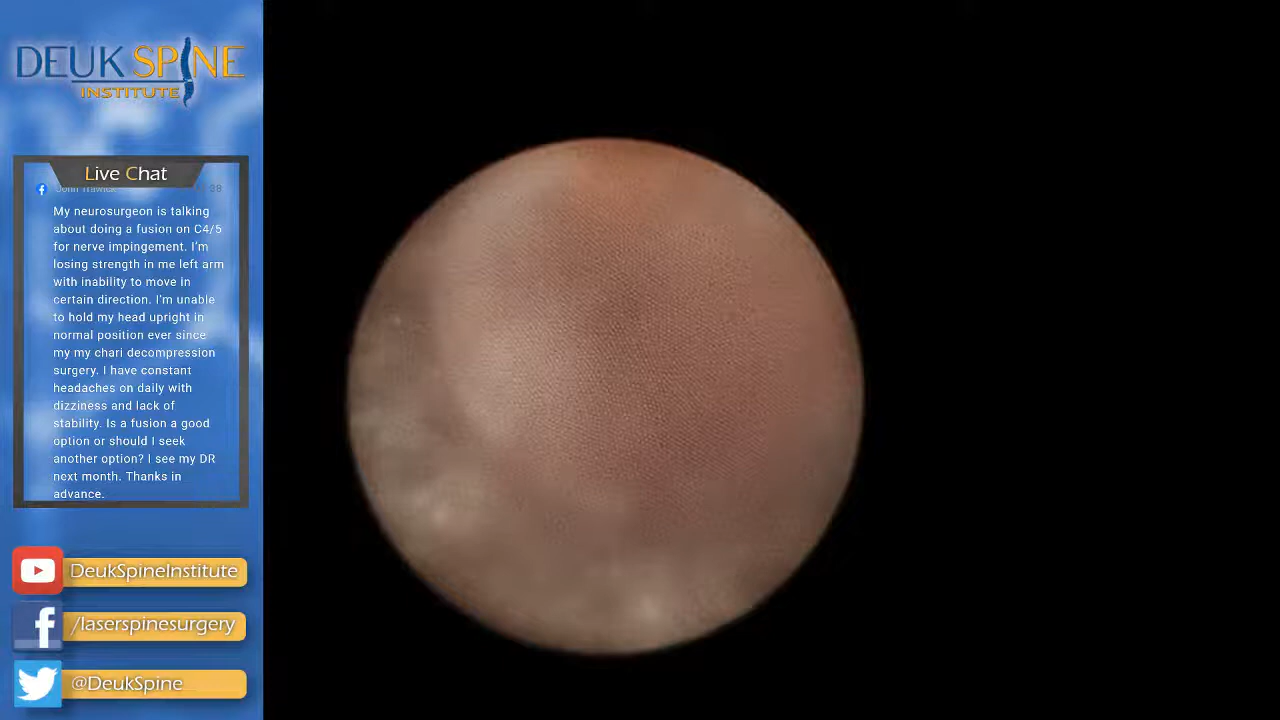 DEUK SPINE
INSTITUTE
Live Chat
38
My neurosurgeon is talking
about doing a fusion on C4/5
for nerve impingement. I'm
losing strength in me left arm
with inability to move in
certain direction. I'm unable
to hold my head upright in
normal position ever since
my my chari decompression
surgery. I have constant
headaches on daily with
dizziness and lack of
stability. Is a fusion a good
option or should I seek
another option? I see my DR
next month. Thanks in
advance.
DeukSpineInstitute
/laserspinesurgery
@DeukSpine